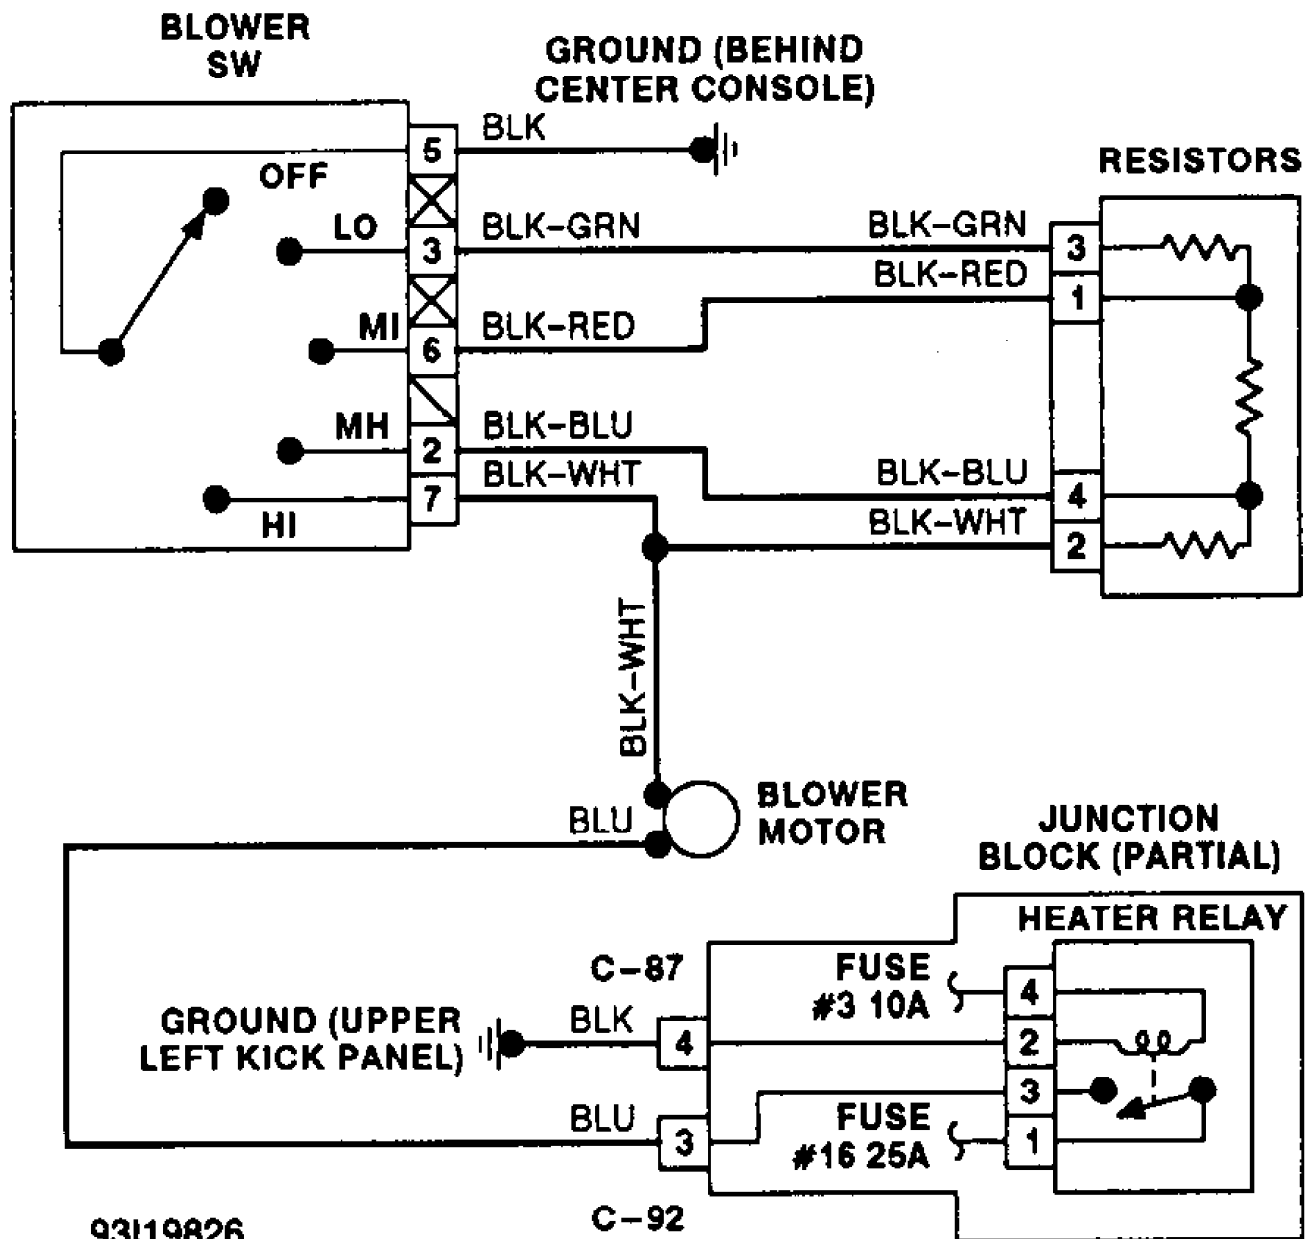 BLOWER
SW
GROUND (BEHIND
CENTER CONSOLE)
RESISTORS
5
BLK
OFF
LO
3
BLK-GRN
BLK-GRN
3
BLK-RED
1
MI
6
BLK-RED
MH
2
BLK-BLU
BLK-BLU
4
HI
7
BLK-WHT
BLK-WHT
2
BLK-WHT
BLU
BLOWER
MOTOR
JUNCTION
BLOCK (PARTIAL)
HEATER RELAY
C-87
FUSE
#3 10A
4
GROUND (UPPER
LEFT KICK PANEL)
BLK
4
2
3
BLU
3
FUSE
#16 25A
1
C-92
93I19826